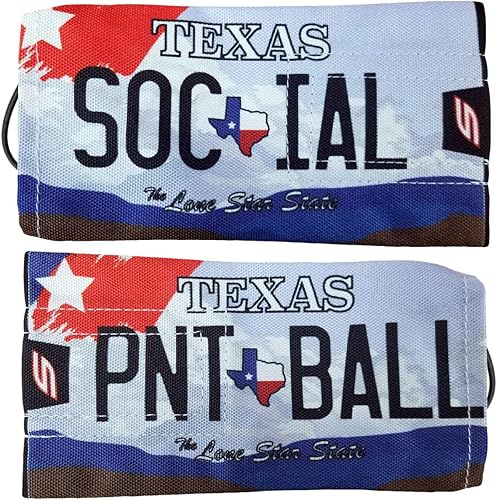 TEXAS
SOC IAL
S
The Lone Star State
TEXAS
S
PNT BALL
The Lone Star State